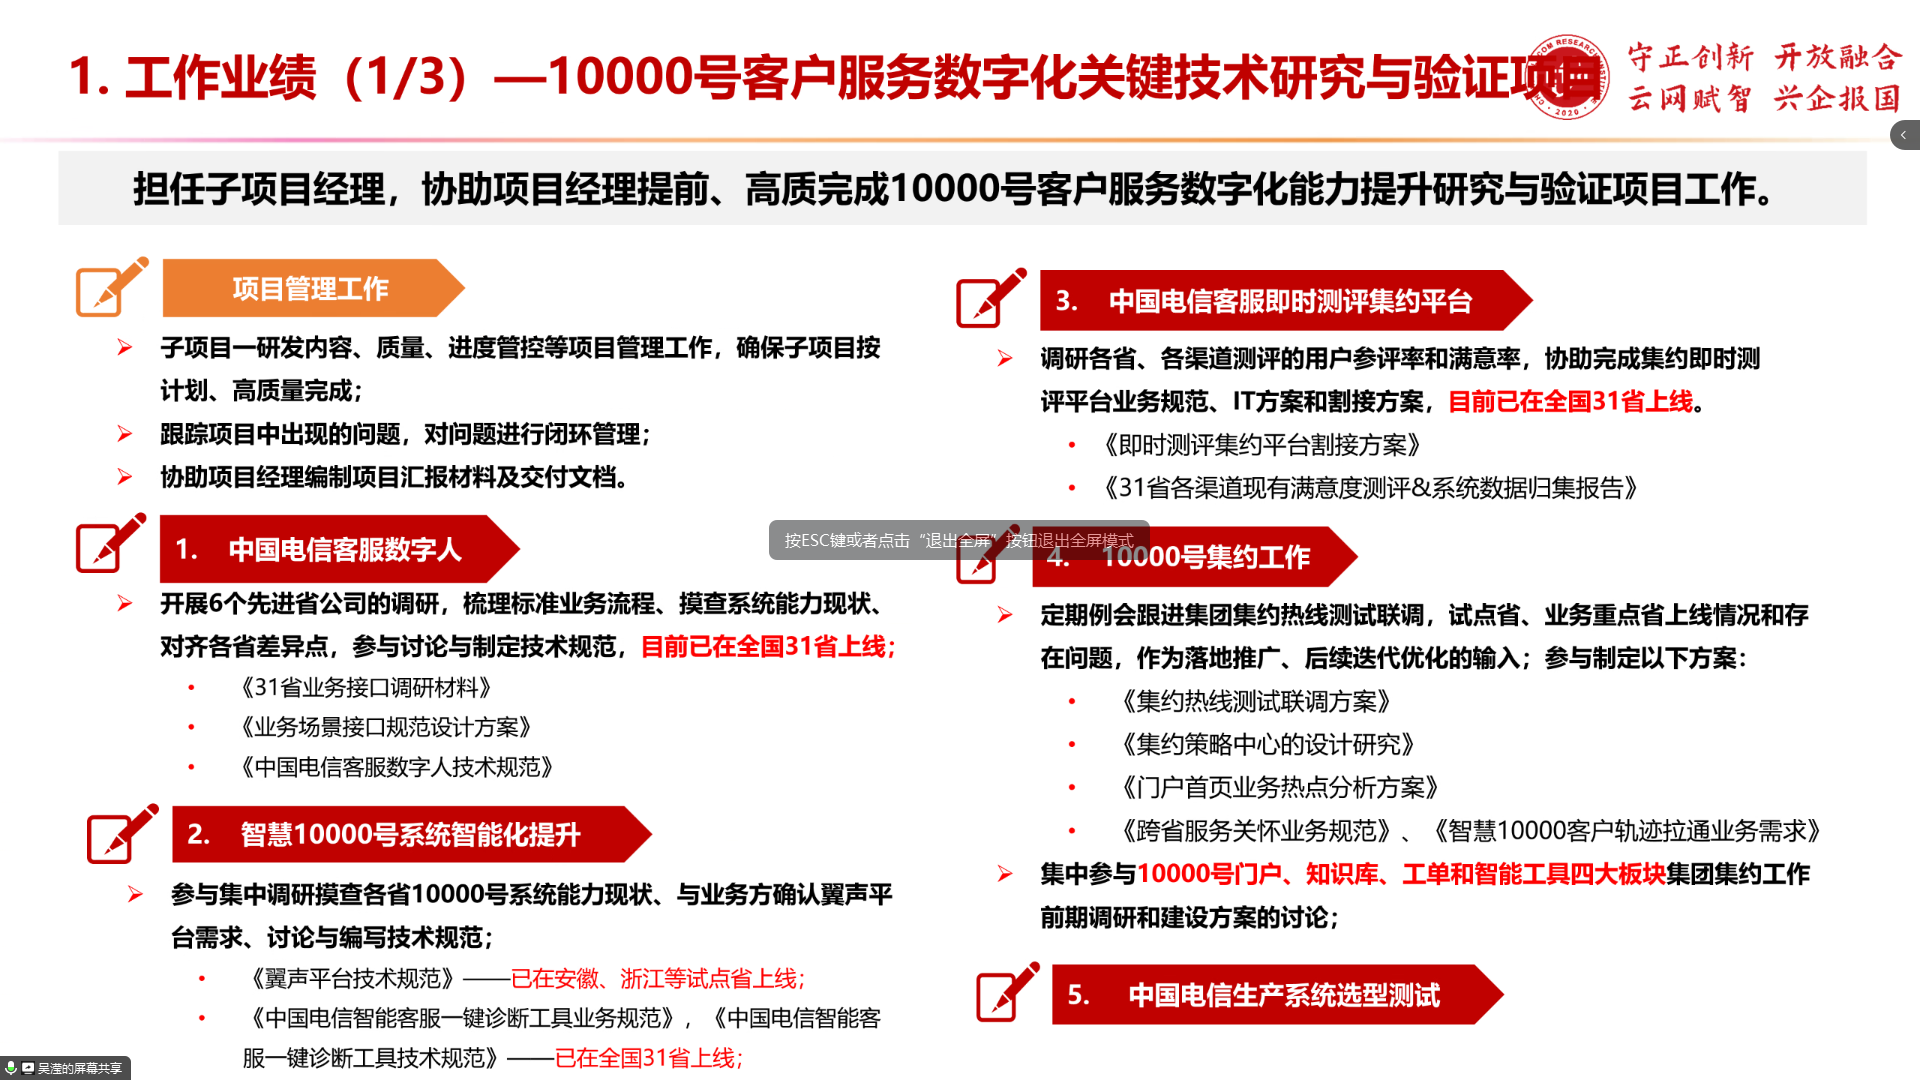 1. 工作业绩（1/3）—10000号客户服务数字化关键技术研究与验证项目
守正创新 开放融合
云网赋智 兴企报国
担任子项目经理，协助项目经理提前、高质完成10000号客户服务数字化能力提升研究与验证项目工作。
项目管理工作
子项目一研发内容、质量、进度管控等项目管理工作，确保子项目按
计划、高质量完成；
跟踪项目中出现的问题，对问题进行闭环管理；
协助项目经理编制项目汇报材料及交付文档。
1. 中国电信客服数字人
开展6个先进省公司的调研，梳理标准业务流程、摸查系统能力现状、
对齐各省差异点，参与讨论与制定技术规范，目前已在全国31省上线；
• 《31省业务接口调研材料》
• 《业务场景接口规范设计方案》
• 《中国电信客服数字人技术规范》
2. 智慧10000号系统智能化提升
参与集中调研摸查各省10000号系统能力现状、与业务方确认翼声平
台需求、讨论与编写技术规范；
• 《翼声平台技术规范》——已在安徽、浙江等试点省上线；
• 《中国电信智能客服一键诊断工具业务规范》，《中国电信智能客
服一键诊断工具技术规范》——已在全国31省上线；
3. 中国电信客服即时测评集约平台
调研各省、各渠道测评的用户参评率和满意率，协助完成集约即时测
评平台业务规范、IT方案和割接方案，目前已在全国31省上线。
• 《即时测评集约平台割接方案》
• 《31省各渠道现有满意度测评&系统数据归集报告》
按ESC键或者点击“退出全屏”按钮退出全屏模式
4. 10000号集约工作
定期例会跟进集团集约热线测试联调，试点省、业务重点省上线情况和存
在问题，作为落地推广、后续迭代优化的输入；参与制定以下方案：
• 《集约热线测试联调方案》
• 《集约策略中心的设计研究》
• 《门户首页业务热点分析方案》
• 《跨省服务关怀业务规范》、《智慧10000客户轨迹拉通业务需求》
集中参与10000号门户、知识库、工单和智能工具四大板块集团集约工作
前期调研和建设方案的讨论；
5. 中国电信生产系统选型测试
吴滢的屏幕共享